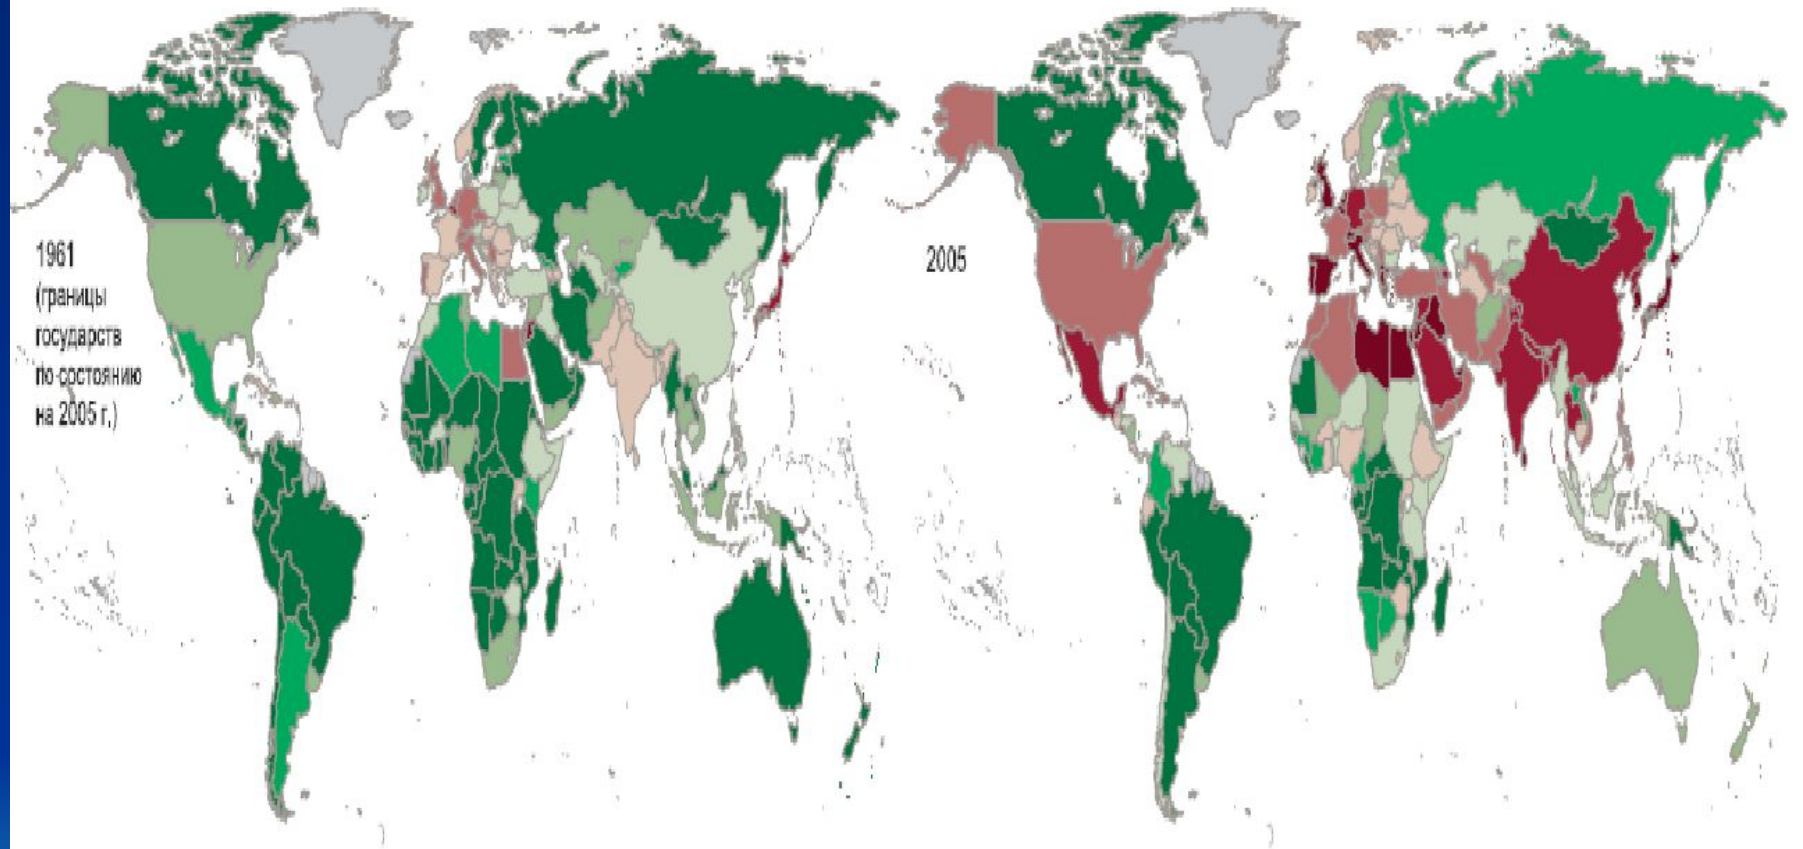 1961
(границы
государств
по состоянию
на 2005 г.)
2005